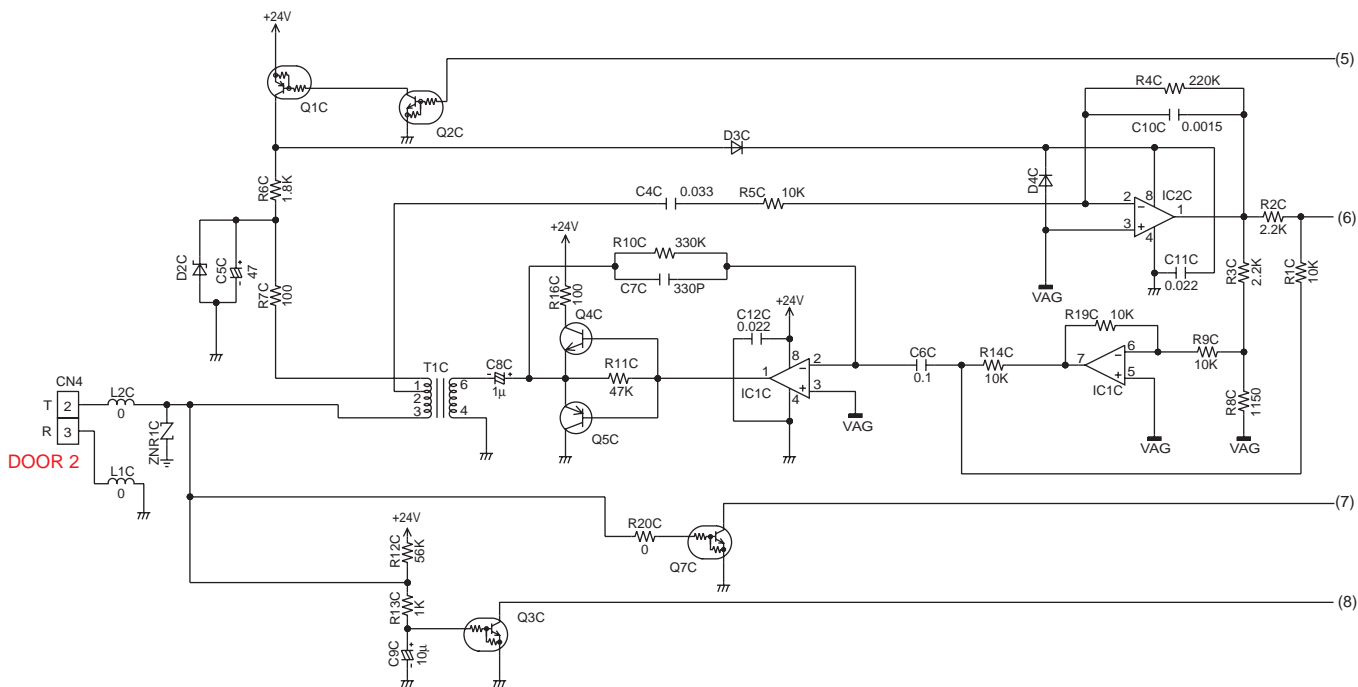 +24V
(5)
Q1C
Q2C
R4C 220K
C10C 0.0015
D3C
R6C
1.8K
C4C 0.033
R5C 10K
D4C
2
3
8
4
1
IC2C
R2C
2.2K
(6)
+24V
R10C 330K
C7C 330P
D2C
C5C
47
R7C
100
R16C
100
C11C
0.022
R3C
2.2K
R1C
10K
VAG
C12C
0.022
+24V
R19C 10K
Q4C
T1C
C8C
1µ
R11C
47K
1
8
2
3
4
IC1C
C6C
0.1
R14C
10K
7
6
5
IC1C
R9C
10K
R8C
1150
CN4
T 2
R 3
L2C
0
1
2
3
6
4
Q5C
VAG
VAG
VAG
ZNR1C
DOOR 2
L1C
0
(7)
+24V
R20C
0
Q7C
R12C
56K
R13C
1K
Q3C
(8)
C9C
10µ